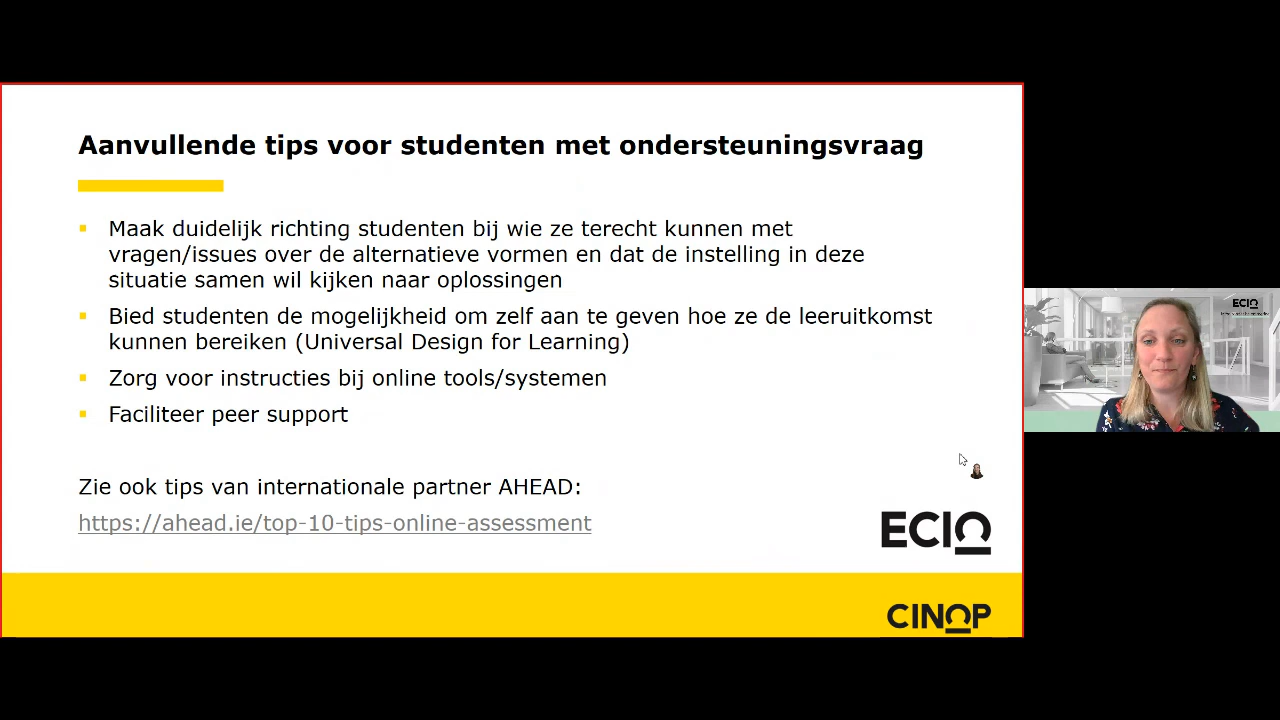 Aanvullende tips voor studenten met ondersteuningsvraag
Maak duidelijk richting studenten bij wie ze terecht kunnen met
vragen/issues over de alternatieve vormen en dat de instelling in deze
situatie samen wil kijken naar oplossingen
Bied studenten de mogelijkheid om zelf aan te geven hoe ze de leeruitkomst
kunnen bereiken (Universal Design for Learning)
Zorg voor instructies bij online tools/systemen
Faciliteer peer support
Zie ook tips van internationale partner AHEAD:
https://ahead.ie/top-10-tips-online-assessment
ECIO
CINOP
ECIO